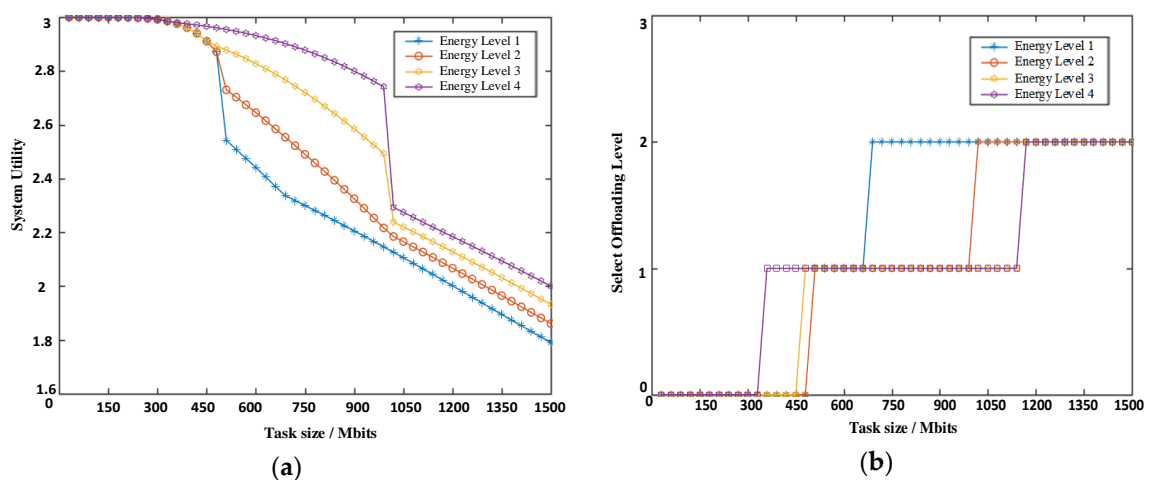 3
2.8
2.6
2.4
2.2
2
1.8
1.6
0
150
300
450
600
750
900
1050
1200
1350
1500
System Utility
Task size / Mbits
Energy Level 1
Energy Level 2
Energy Level 3
Energy Level 4
(a)
3
2
1
0
0
150
300
450
600
750
900
1050
1200
1350
1500
Select Offloading Level
Task size / Mbits
Energy Level 1
Energy Level 2
Energy Level 3
Energy Level 4
(b)